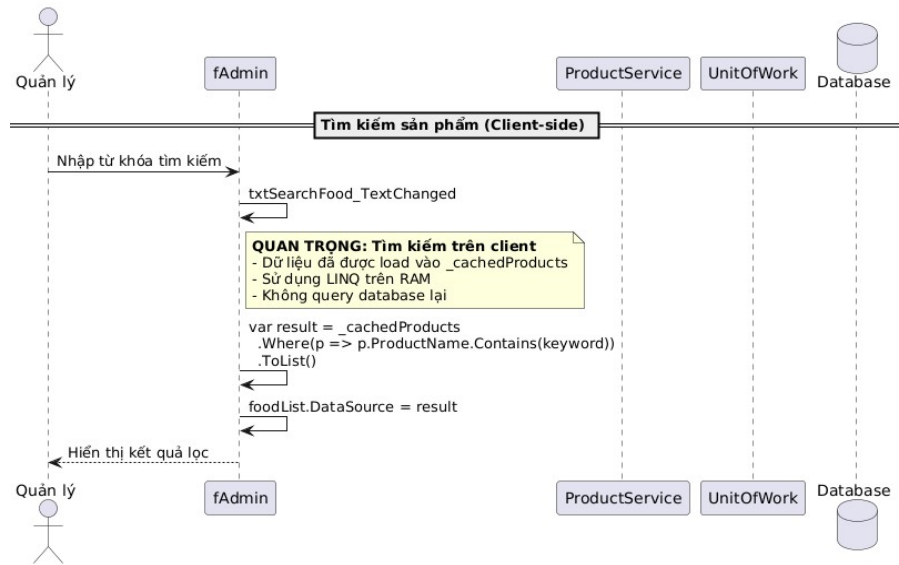 Quản lý
fAdmin
ProductService
UnitOfWork
Database
Tìm kiếm sản phẩm (Client-side)
Nhập từ khóa tìm kiếm
txtSearchFood_TextChanged
QUAN TRỌNG: Tìm kiếm trên client
- Dữ liệu đã được load vào _cachedProducts
- Sử dụng LINQ trên RAM
- Không query database lại
var result = _cachedProducts
.Where(p => p.ProductName.Contains(keyword))
.ToList()
foodList.DataSource = result
Hiển thị kết quả lọc
Quản lý
fAdmin
ProductService
UnitOfWork
Database